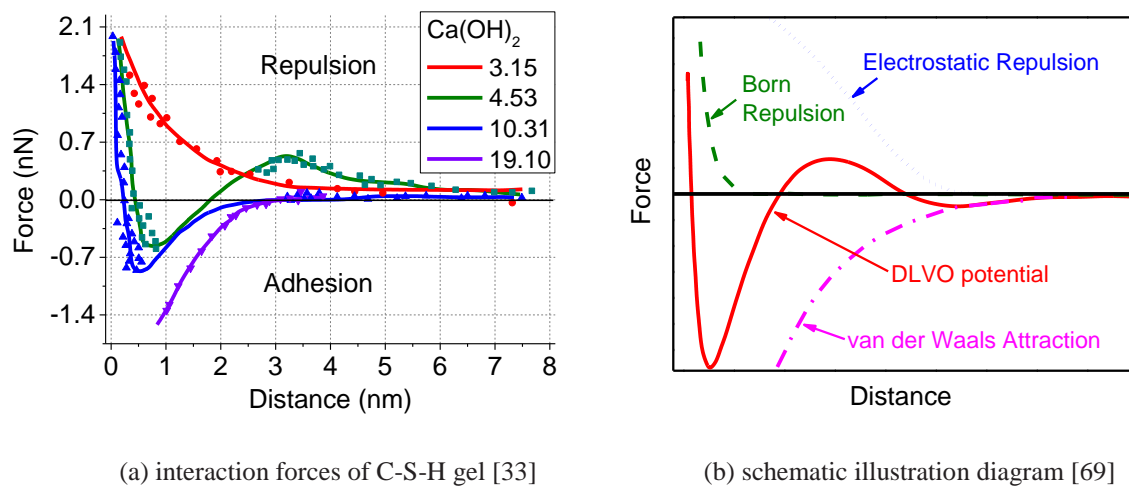 2.1
1.4
0.7
0.0
-0.7
-1.4
Force (nN)
0 1 2 3 4 5 6 7 8
Distance (nm)
Repulsion
Adhesion
Ca(OH)2
3.15
4.53
10.31
19.10
(a) interaction forces of C-S-H gel [33]
Force
Distance
Electrostatic Repulsion
Born
Repulsion
DLVO potential
van der Waals Attraction
(b) schematic illustration diagram [69]